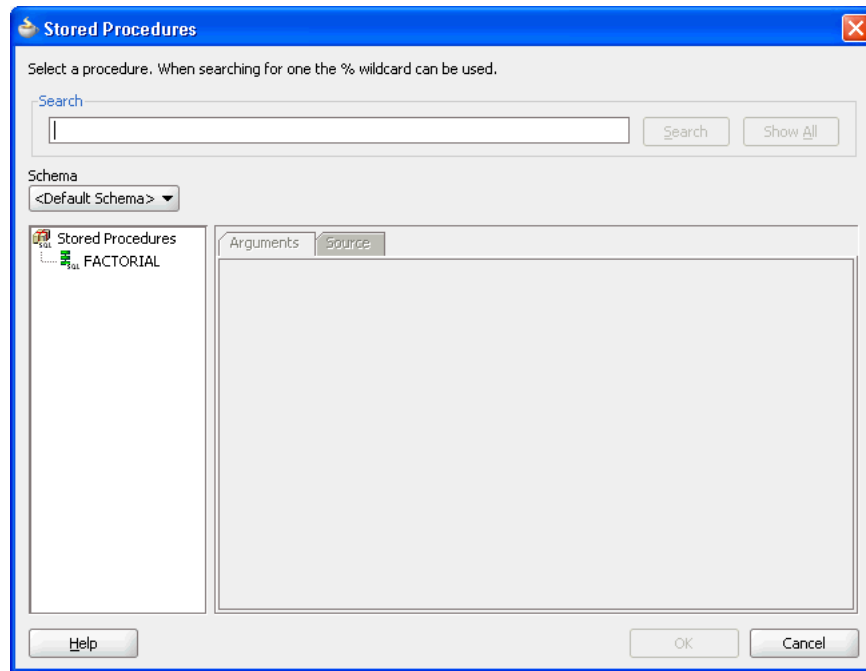 Stored Procedures
Select a procedure. When searching for one the % wildcard can be used.
Search
Search
Show All
Schema
<Default Schema>
Stored Procedures
FACTORIAL
Arguments
Source
Help
OK
Cancel